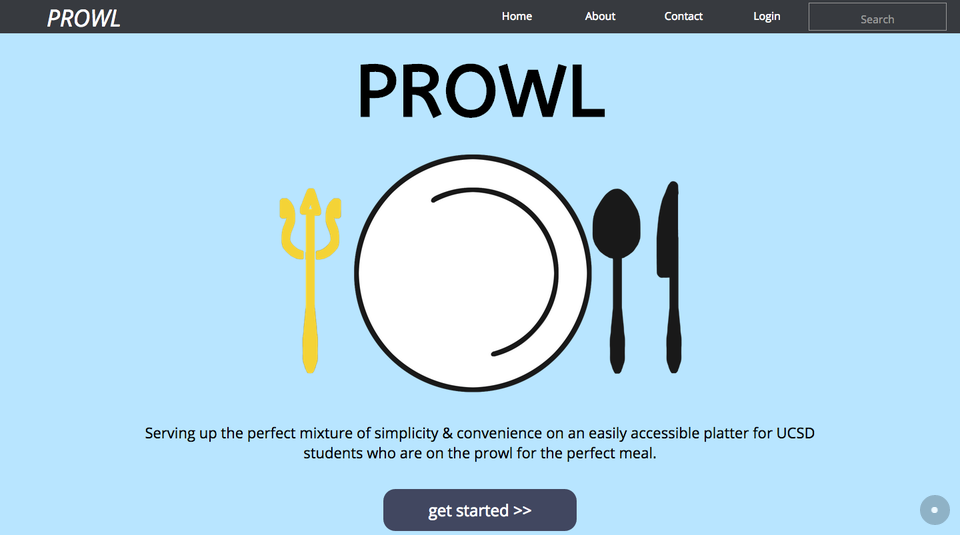 PROWL
Home
About
Contact
Login
Search
PROWL
Serving up the perfect mixture of simplicity & convenience on an easily accessible platter for UCSD
students who are on the prowl for the perfect meal.
get started >>